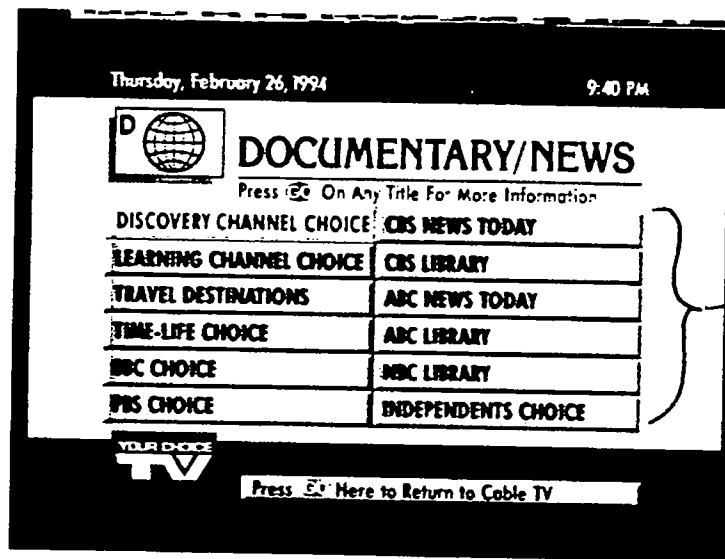 Thursday, February 26, 1994 9:40 PM
D
DOCUMENTARY/NEWS
Press GO On Any Title For More Information
DISCOVERY CHANNEL CHOICE CBS NEWS TODAY
LEARNING CHANNEL CHOICE CBS LIBRARY
TRAVEL DESTINATIONS ABC NEWS TODAY
TIME-LIFE CHOICE ABC LIBRARY
BBC CHOICE NBC LIBRARY
PBS CHOICE INDEPENDENTS CHOICE
YOUR CHOICE
TV
Press GO Here to Return to Cable TV